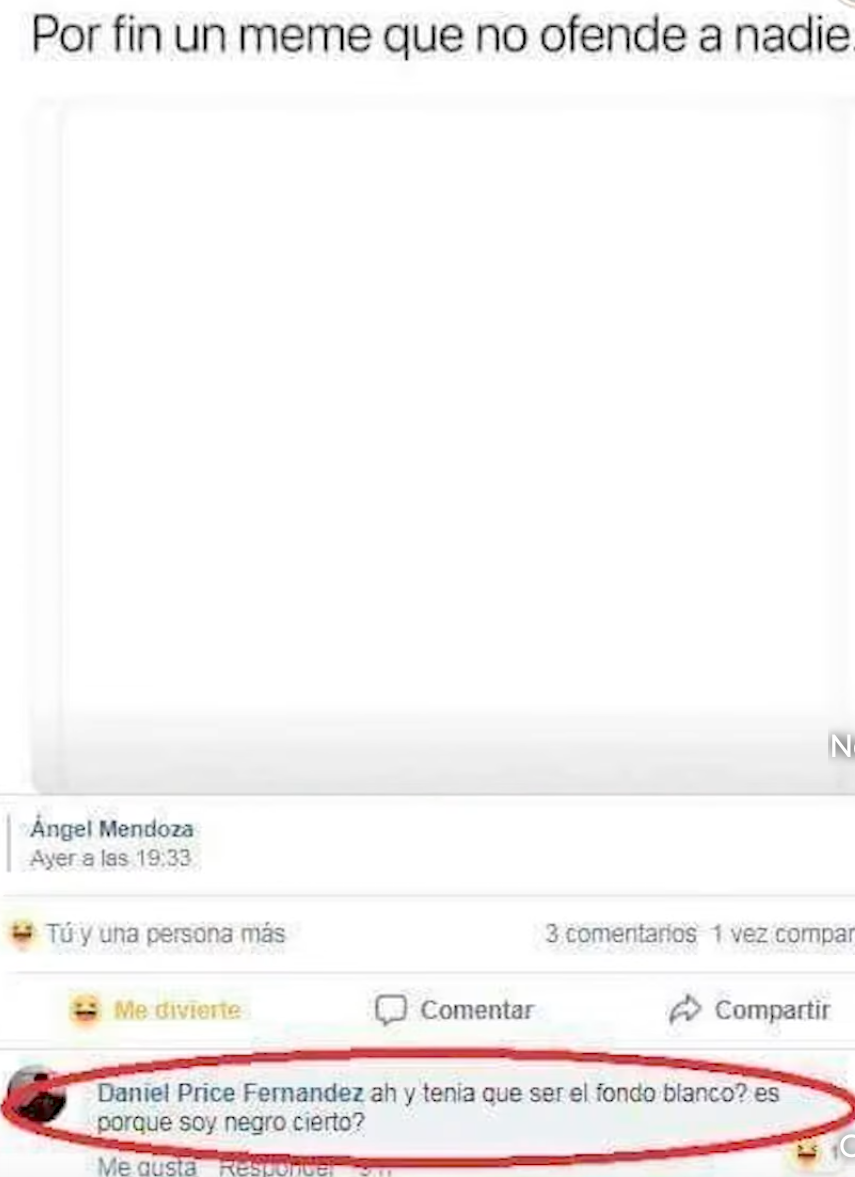 Por fin un meme que no ofende a nadie.
Ángel Mendoza
Ayer a las 19:33
Tú y una persona más 3 comentarios 1 vez compar
Me divierte Comentar Compartir
Daniel Price Fernandez ah y tenia que ser el fondo blanco? es
porque soy negro cierto?
Me gusta Responder